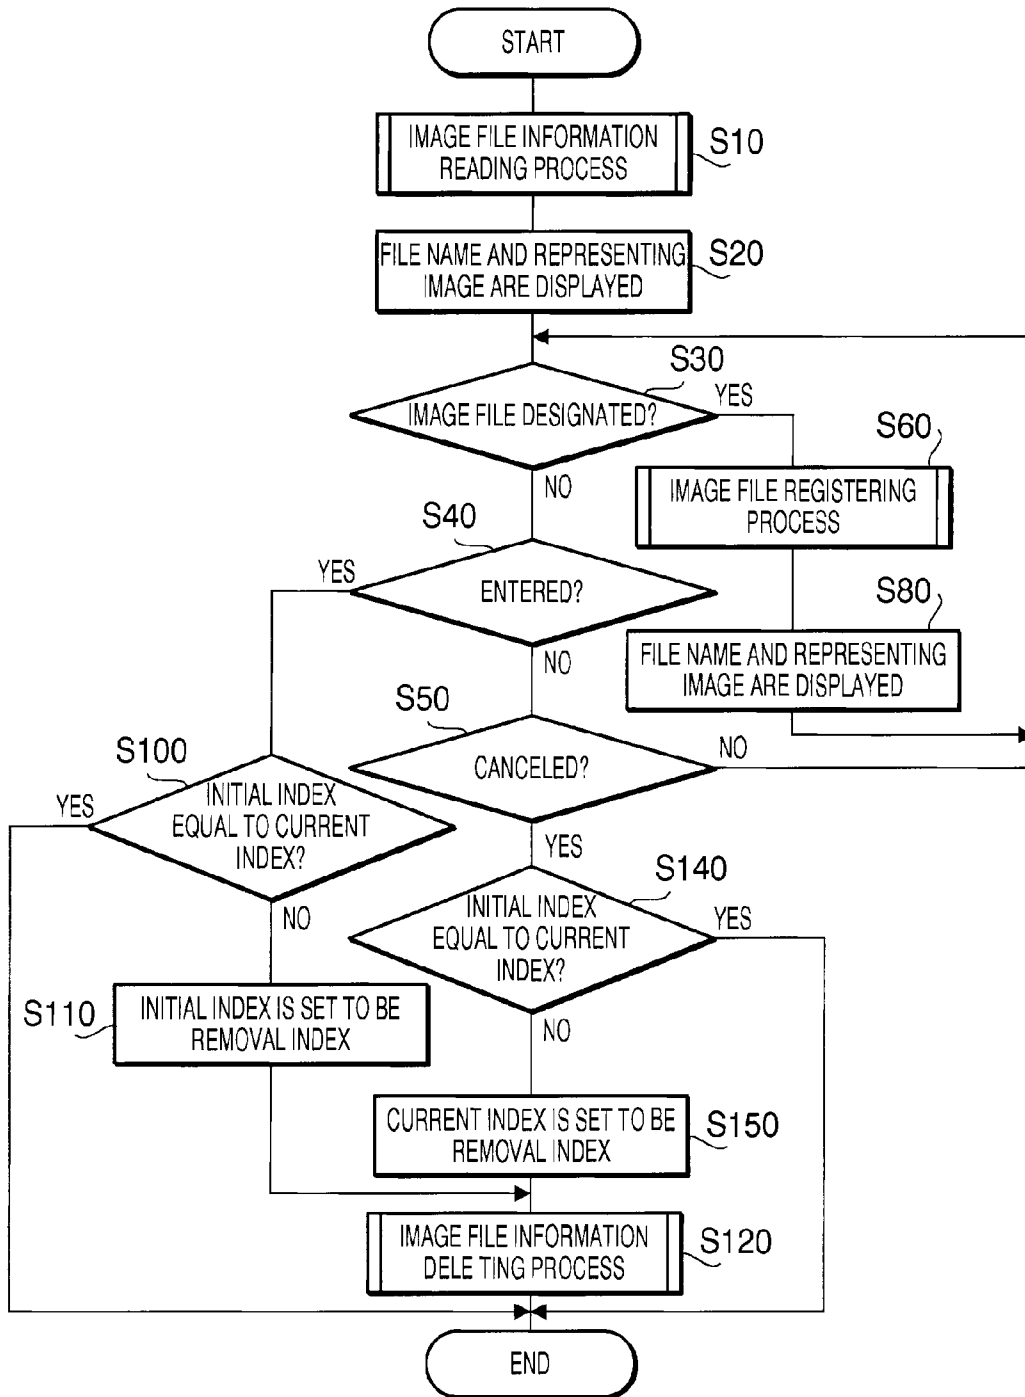 START
IMAGE FILE INFORMATION
READING PROCESS
S10
FILE NAME AND REPRESENTING
IMAGE ARE DISPLAYED
S20
S30
IMAGE FILE DESIGNATED?
YES
NO
S60
IMAGE FILE REGISTERING
PROCESS
S40
YES
ENTERED?
NO
S80
FILE NAME AND REPRESENTING
IMAGE ARE DISPLAYED
S50
CANCELED?
NO
YES
S100
YES
INITIAL INDEX
EQUAL TO CURRENT
INDEX?
NO
S140
INITIAL INDEX
EQUAL TO CURRENT
INDEX?
YES
NO
S110
INITIAL INDEX IS SET TO BE
REMOVAL INDEX
CURRENT INDEX IS SET TO BE
REMOVAL INDEX
S150
IMAGE FILE INFORMATION
DELE TING PROCESS
S120
END